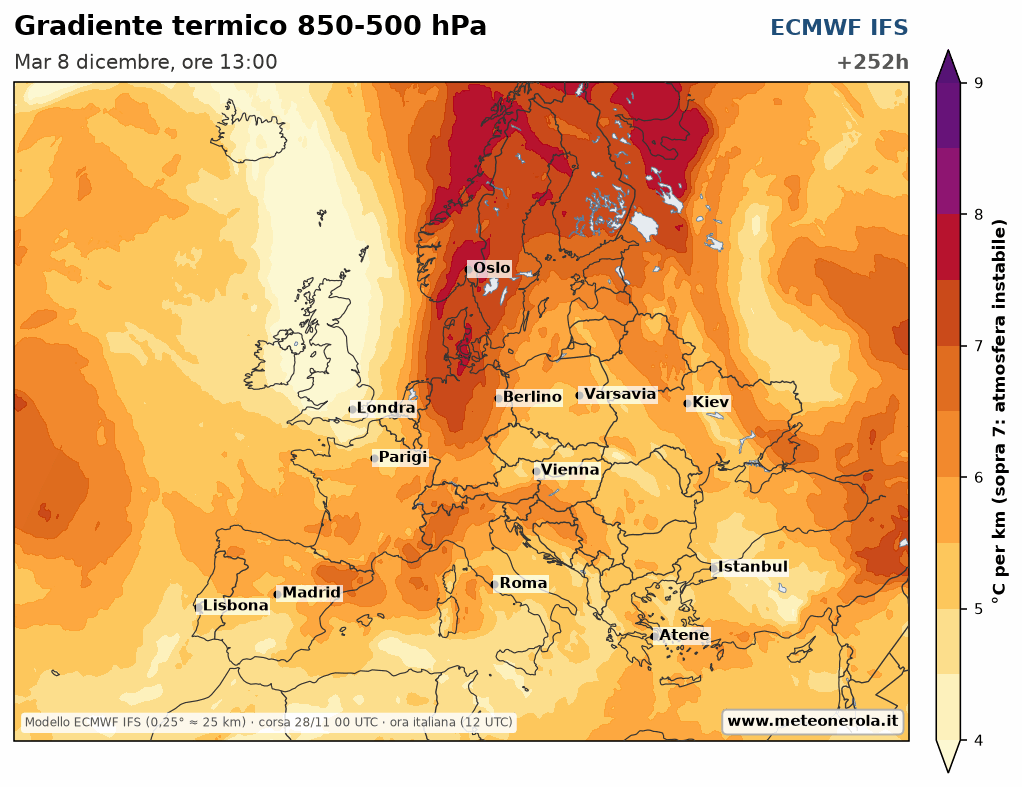 Gradiente termico 850-500 hPa
ECMWF IFS
Mar 8 dicembre, ore 13:00
+252h
9
8
7
6
5
4
°C per km (sopra 7: atmosfera instabile)
Oslo
Berlino
Varsavia
Kiev
Londra
Parigi
Vienna
Istanbul
Roma
Madrid
Lisbona
Atene
Modello ECMWF IFS (0,25° ≈ 25 km) · corsa 28/11 00 UTC · ora italiana (12 UTC)
www.meteonerola.it